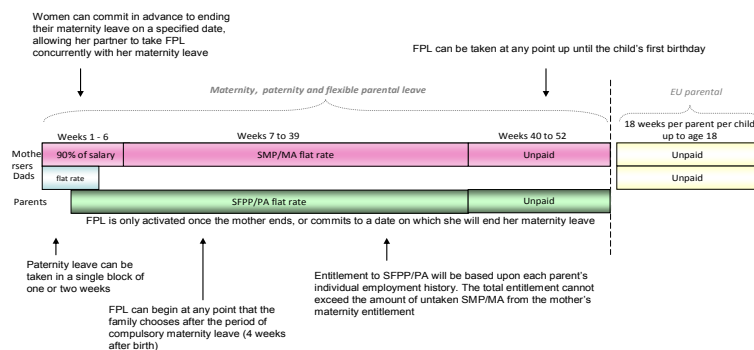 Women can commit in advance to ending
their maternity leave on a specified date,
allowing her partner to take FPL
concurrently with her maternity leave
FPL can be taken at any point up until the child's first birthday
Maternity, paternity and flexible parental leave
EU parental
Weeks 1 - 6
Weeks 7 to 39
Weeks 40 to 52
18 weeks per parent per child
up to age 18
Mothe
rsers
90% of salary
SMP/MA flat rate
Unpaid
Unpaid
Dads
flat rate
Unpaid
Parents
SFPP/PA flat rate
Unpaid
FPL is only activated once the mother ends, or commits to a date on which she will end her maternity leave
Paternity leave can be
taken in a single block of
one or two weeks
FPL can begin at any point that the
family chooses after the period of
compulsory maternity leave (4 weeks
after birth)
Entitlement to SFPP/PA will be based upon each parent's
individual employment history. The total entitlement cannot
exceed the amount of untaken SMP/MA from the mother's
maternity entitlement